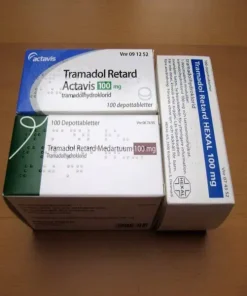 actavis
Vnr 09 12 52
Tramadol Retard
Actavis 100 mg
tramadolhydroklorid
100 depottabletter
100 Depottabletter
Tramadol Retard Medartuum 100 mg
Tramadolhydroklorid
Tramadol Retard HEXAL 100 mg
HEXAL